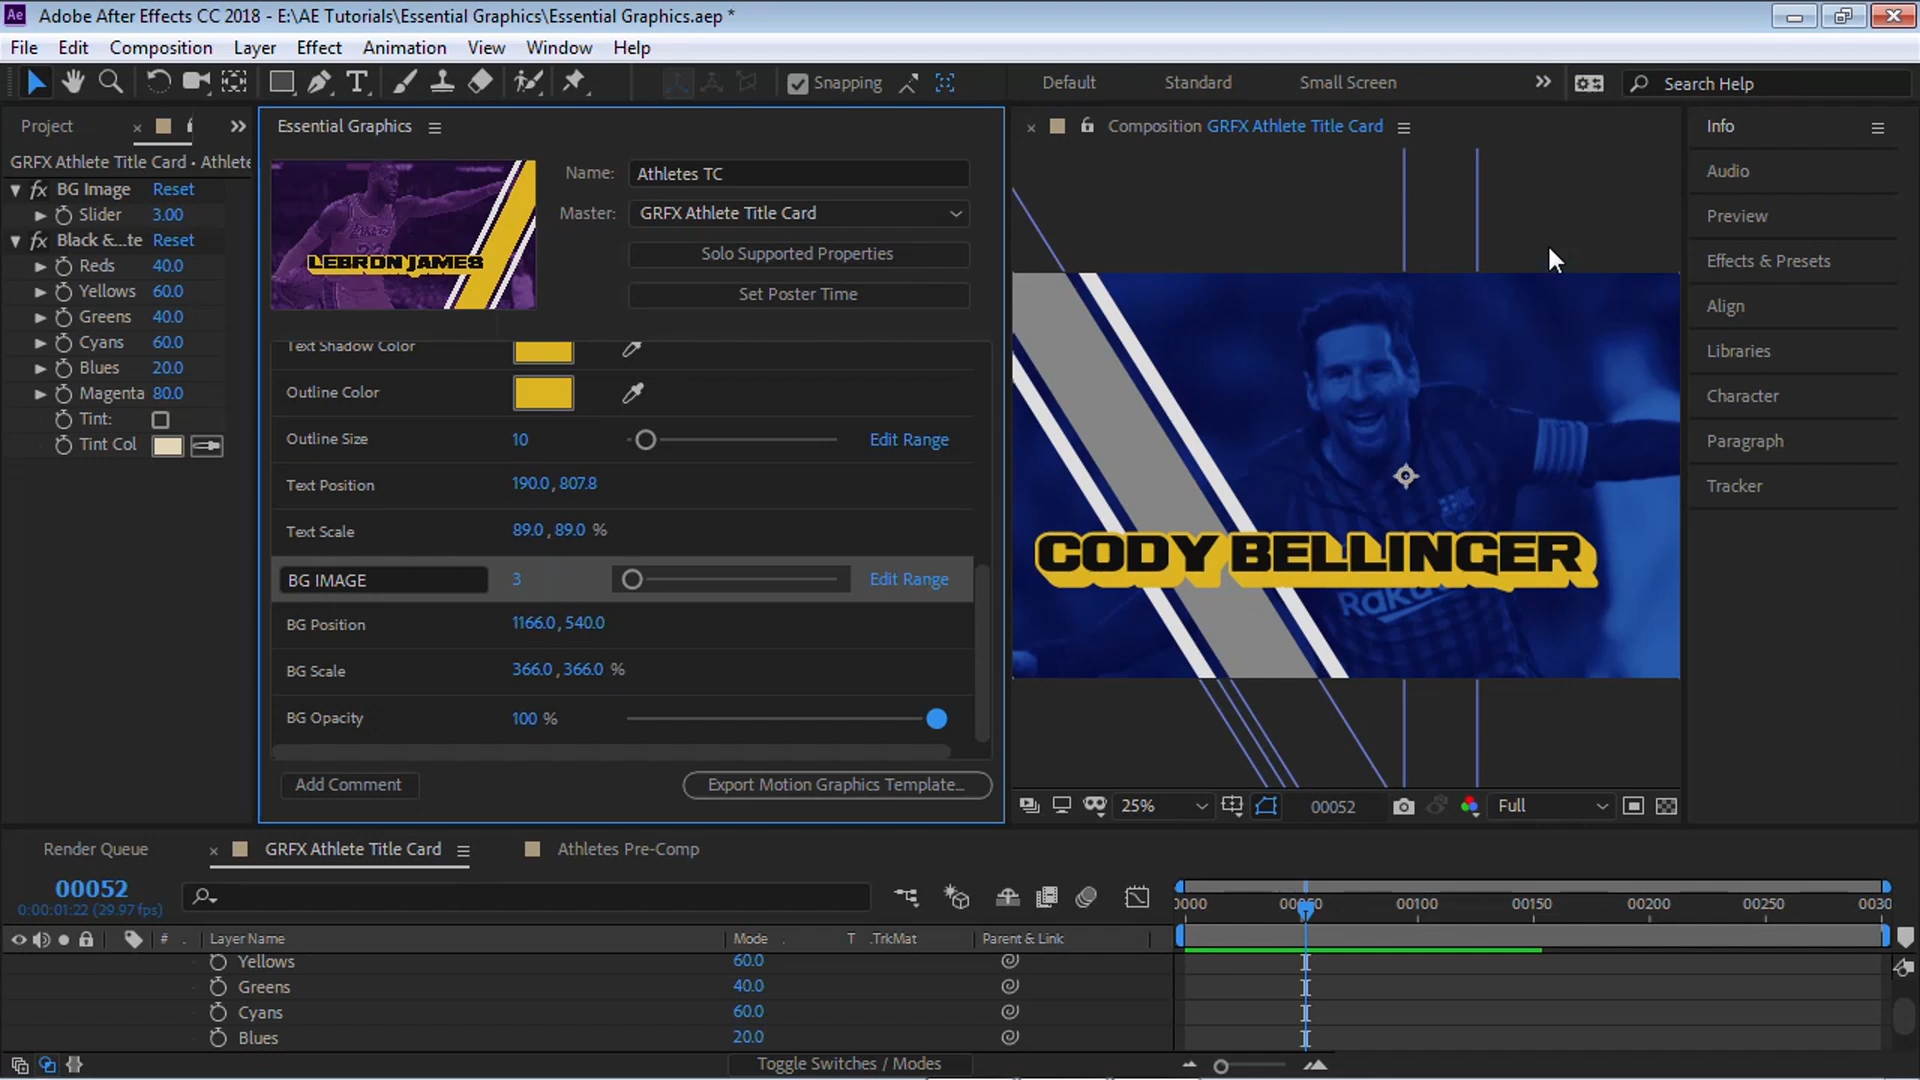 Ae Adobe After Effects CC 2018 - E:\AE Tutorials\Essential Graphics\Essential Graphics.aep *
File Edit Composition Layer Effect Animation View Window Help
Snapping Default Standard Small Screen Search Help
Project
GRFX Athlete Title Card • Athlete
fx BG Image Reset
Slider 3.00
fx Black &...te Reset
Reds 40.0
Yellows 60.0
Greens 40.0
Cyans 60.0
Blues 20.0
Magenta 80.0
Tint:
Tint Col
Essential Graphics
LEBRON JAMES
Name: Athletes TC
Master: GRFX Athlete Title Card
Solo Supported Properties
Set Poster Time
Text Shadow Color
Outline Color
Outline Size 10 Edit Range
Text Position 190.0, 807.8
Text Scale 89.0, 89.0 %
BG IMAGE 3 Edit Range
BG Position 1166.0, 540.0
BG Scale 366.0, 366.0 %
BG Opacity 100 %
Add Comment Export Motion Graphics Template...
Composition GRFX Athlete Title Card
CODY BELLINGER
Raku
25% 00052 Full
Info
Audio
Preview
Effects & Presets
Align
Libraries
Character
Paragraph
Tracker
Render Queue GRFX Athlete Title Card Athletes Pre-Comp
00052
0:00:01:22 (29.97 fps)
0000 00050 00100 00150 00200 00250 0030
# Layer Name Mode T .TrkMat Parent & Link
Yellows 60.0
Greens 40.0
Cyans 60.0
Blues 20.0
Toggle Switches / Modes